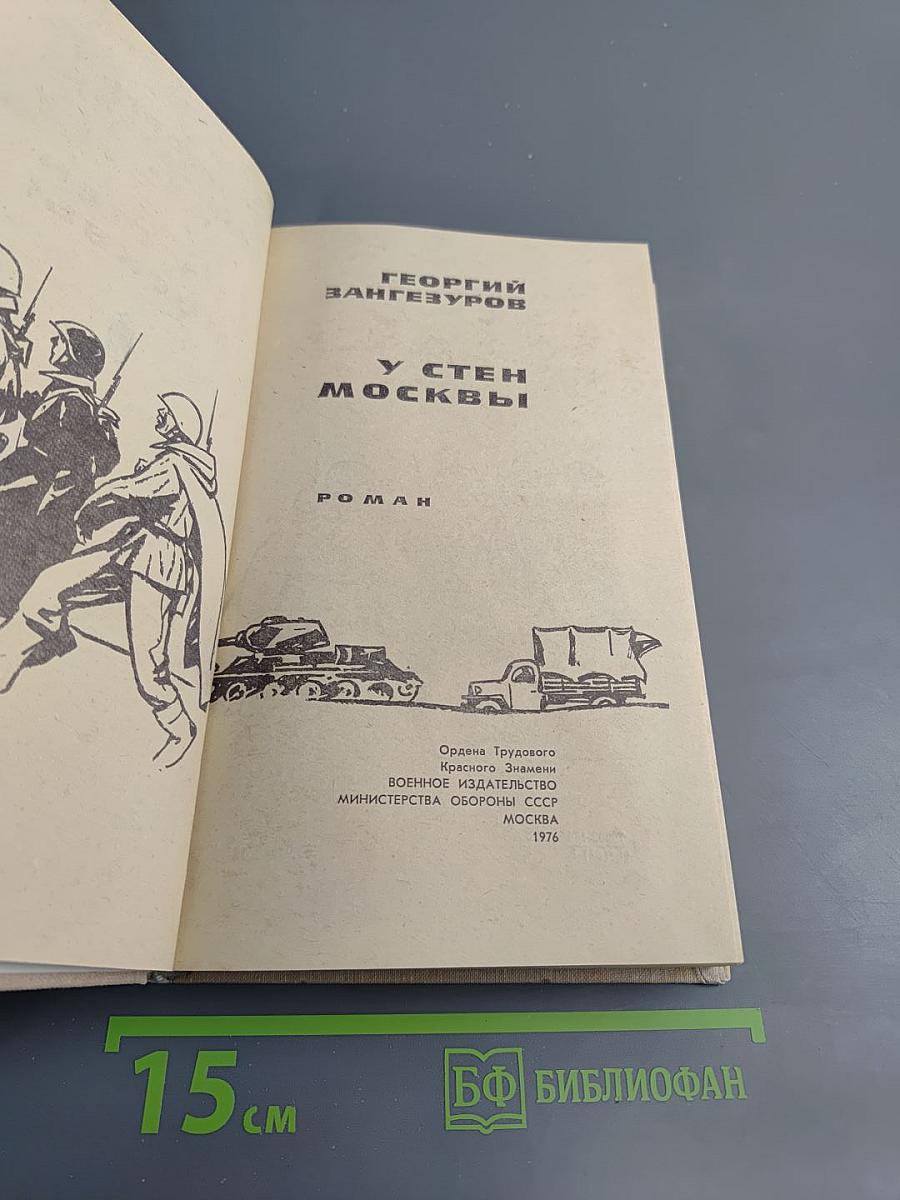 ГЕОРГИЙ
ЗАНГЕЗУРОВ
У СТЕН
МОСКВЫ
РОМАН
Ордена Трудового
Красного Знамени
ВОЕННОЕ ИЗДАТЕЛЬСТВО
МИНИСТЕРСТВА ОБОРОНЫ СССР
МОСКВА
1976
15 см
БФ БИБЛИОФАН